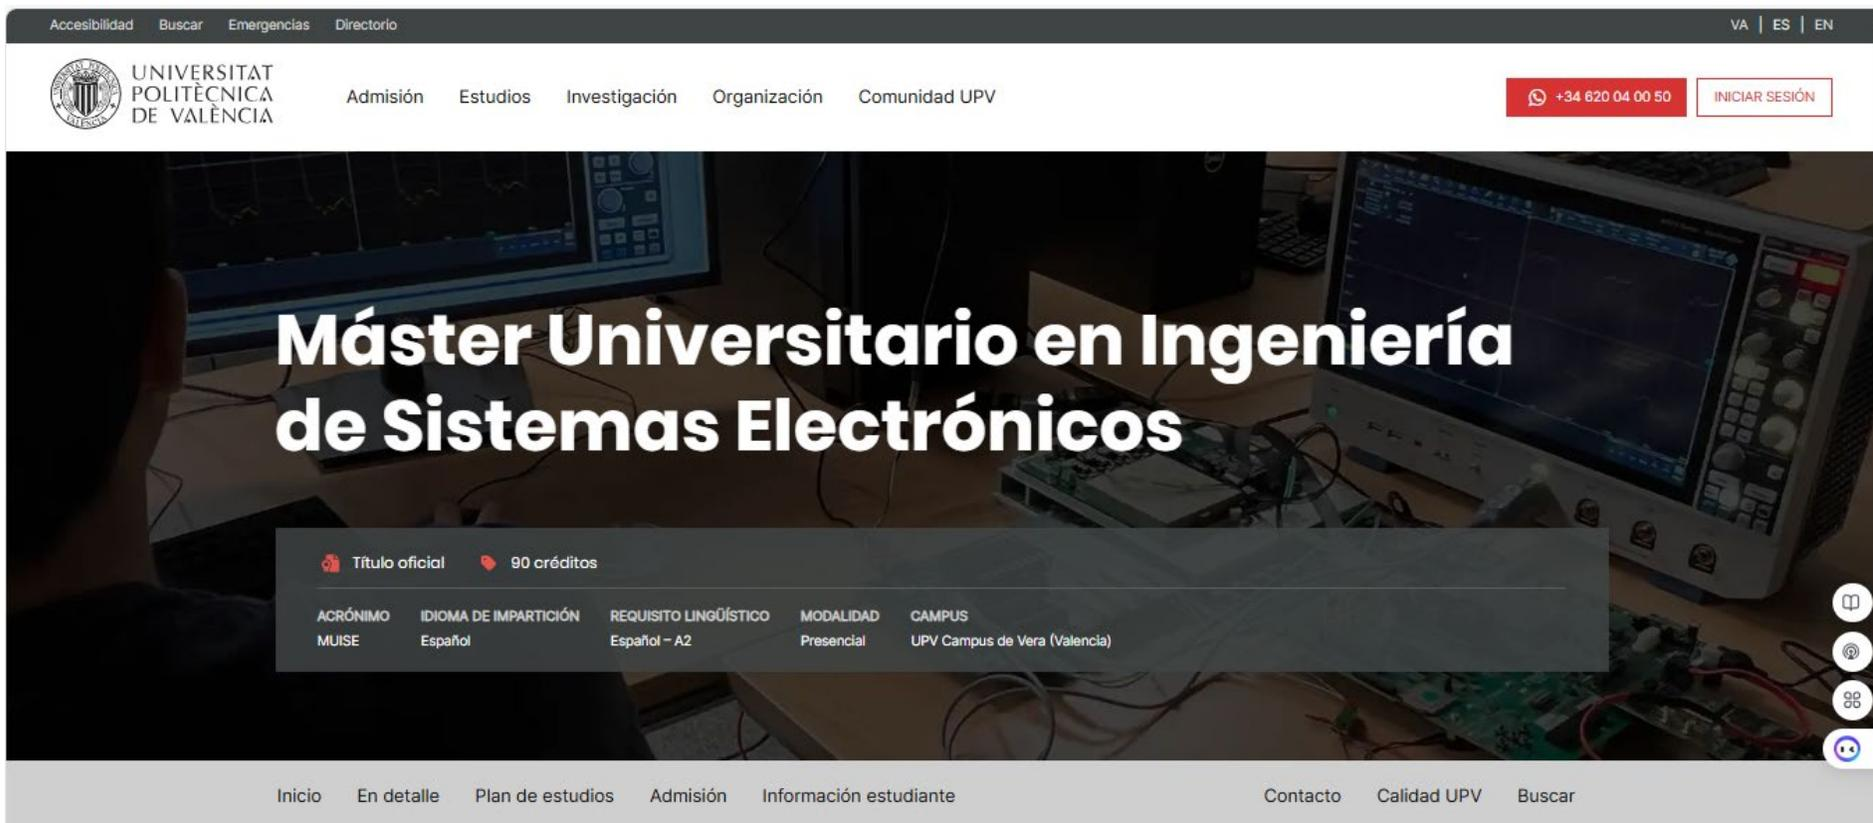 Accesibilidad Buscar Emergencias Directorio
VA | ES | EN
UNIVERSITAT
POLITÈCNICA
DE VALÈNCIA
Admisión Estudios Investigación Organización Comunidad UPV
+34 620 04 00 50
INICIAR SESIÓN
Máster Universitario en Ingeniería
de Sistemas Electrónicos
Título oficial 90 créditos
ACRÓNIMO IDIOMA DE IMPARTICIÓN REQUISITO LINGÜÍSTICO MODALIDAD CAMPUS
MUISE Español Español – A2 Presencial UPV Campus de Vera (Valencia)
Inicio En detalle Plan de estudios Admisión Información estudiante Contacto Calidad UPV Buscar